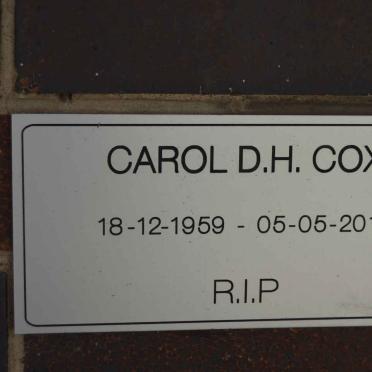 CAROL D.H. COX
18-12-1959 - 05-05-201
R.I.P